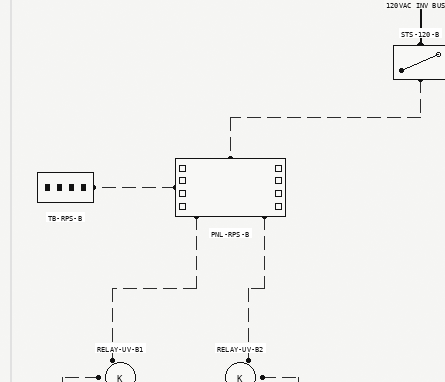 120VAC INV BUS
STS-120-B
TB-RPS-B
PNL-RPS-B
RELAY-UV-B1
RELAY-UV-B2
K
K